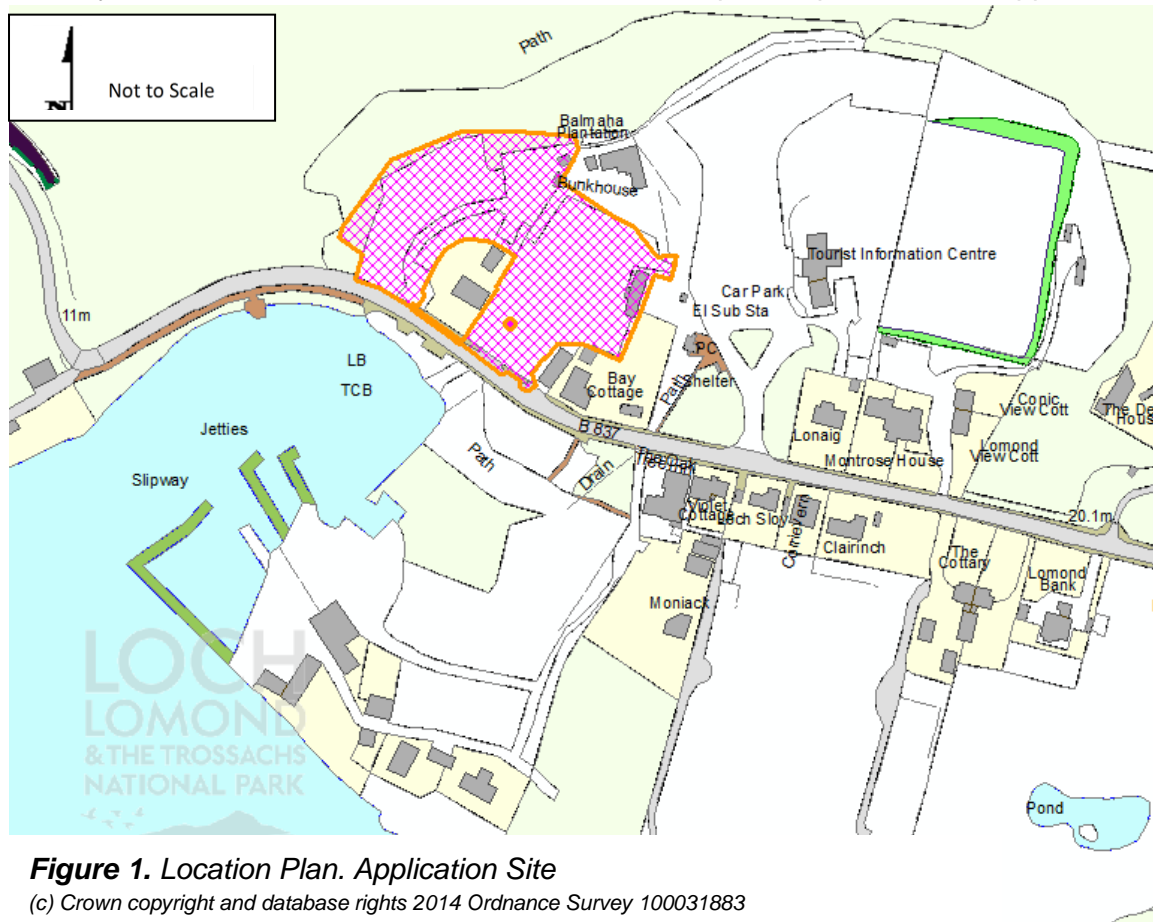 Not to Scale
N
Path
Balmaha
Plantation
Bunkhouse
Tourist Information Centre
Car Park
El Sub Sta
11m
LB
TCB
PC
Shelter
Bay
Cottage
Path
Conic
View Cott
Jetties
B 837
Lonaig
Lomond
View Cott
Montrose House
Slipway
Path
Drain
Violet
Cottage
Loch Sloy
20.1m
Clairinch
The
Cottary
Lomond
Bank
Moniack
LOCH
LOMOND
& THE TROSSACHS
NATIONAL PARK
Pond
Figure 1. Location Plan. Application Site
(c) Crown copyright and database rights 2014 Ordnance Survey 100031883